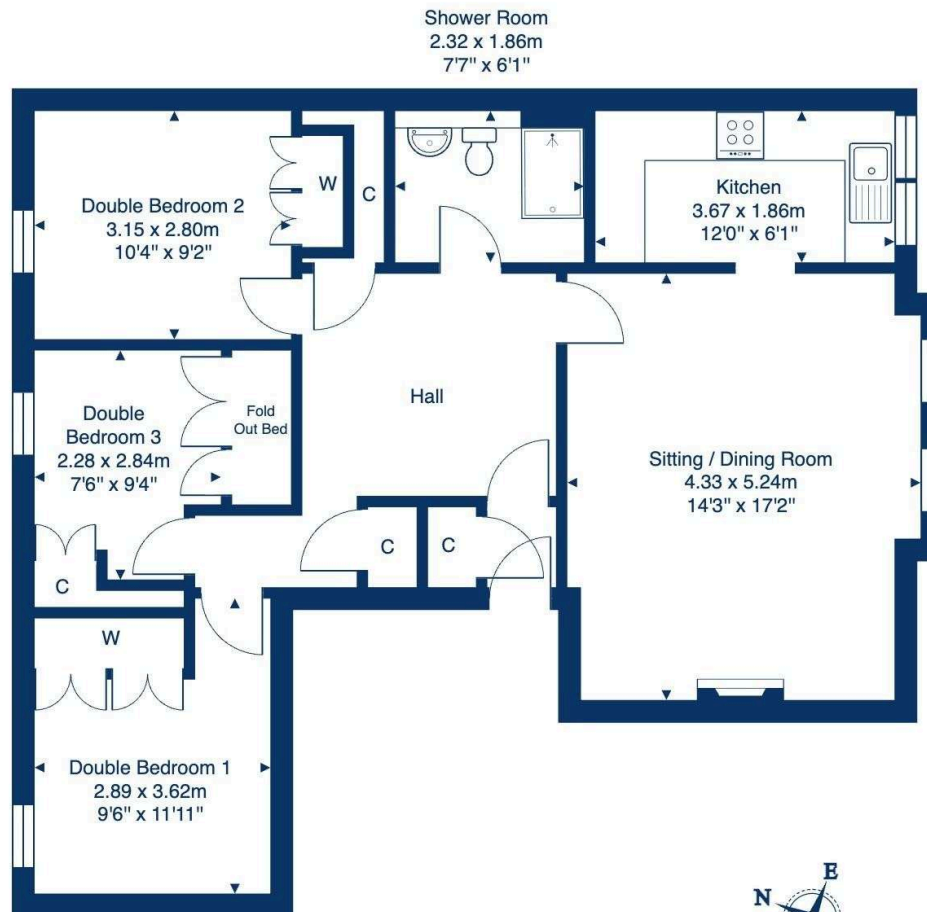 Shower Room
2.32 x 1.86m
7'7" x 6'1"
Double Bedroom 2
3.15 x 2.80m
10'4" x 9'2"
W
C
Kitchen
3.67 x 1.86m
12'0" x 6'1"
Double
Bedroom 3
2.28 x 2.84m
7'6" x 9'4"
Fold
Out Bed
Hall
Sitting / Dining Room
4.33 x 5.24m
14'3" x 17'2"
C
C
C
W
Double Bedroom 1
2.89 x 3.62m
9'6" x 11'11"
N
E